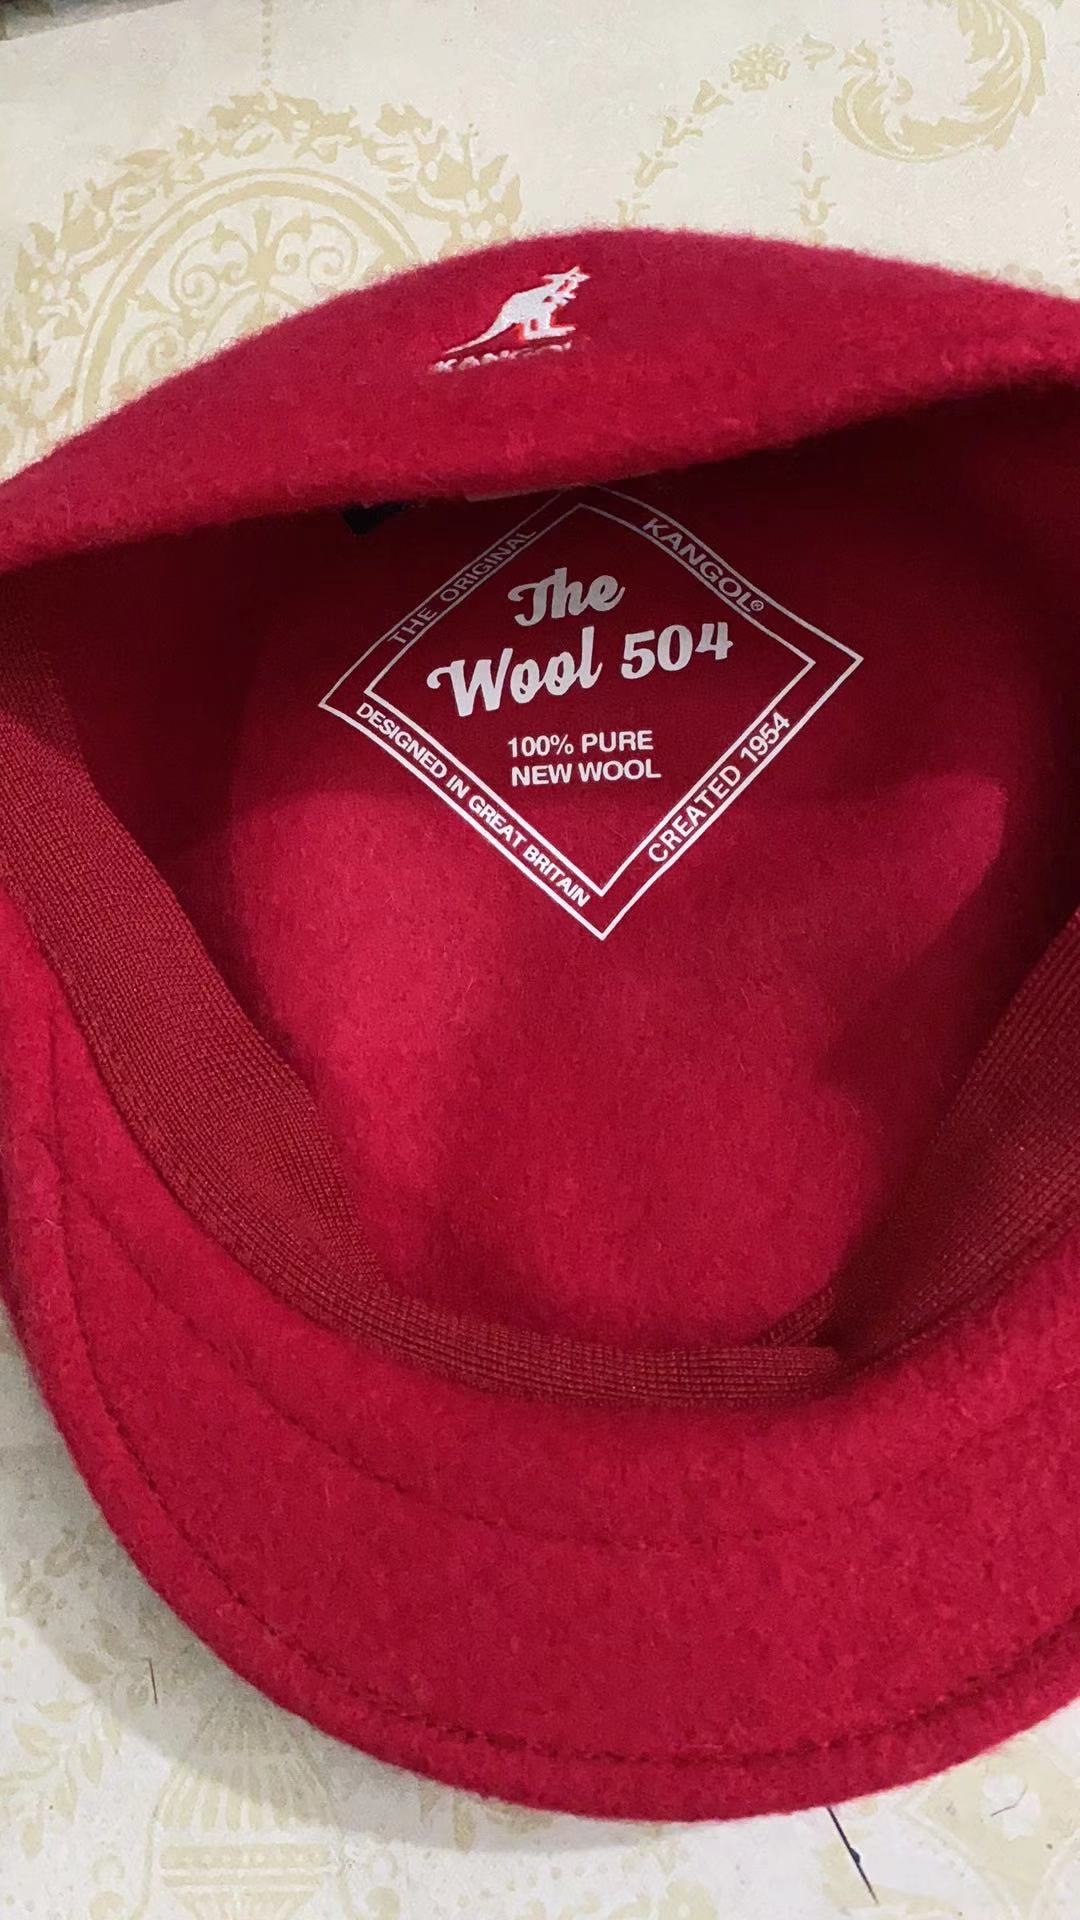 KANGOL
THE ORIGINAL
KANGOL®
The
Wool 504
100% PURE
NEW WOOL
DESIGNED IN GREAT BRITAIN
CREATED 1954